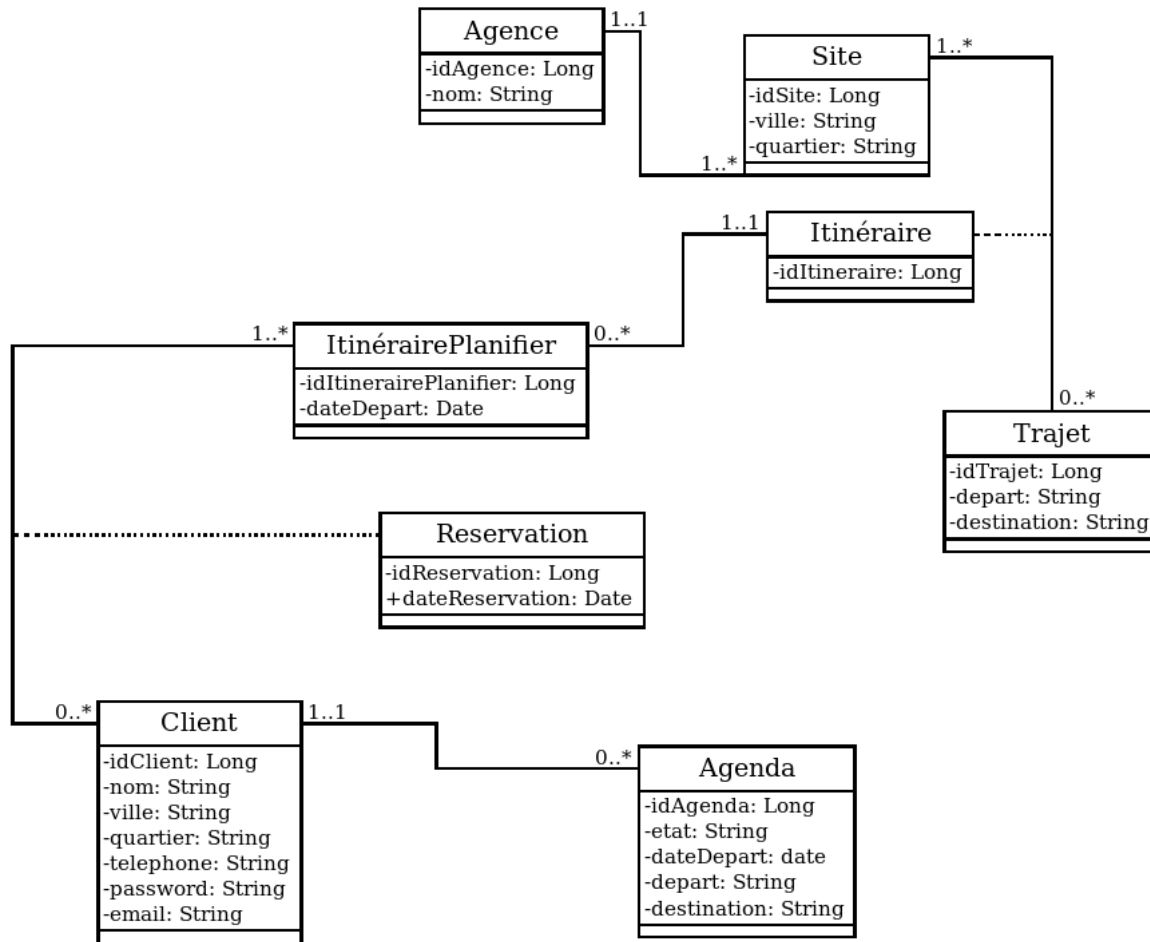 Agence
-idAgence: Long
-nom: String
1..1
1..*
Site
-idSite: Long
-ville: String
-quartier: String
1..*
1..1
Itinéraire
-idItineraire: Long
1..*
ItinérairePlanifier
-idItinerairePlanifier: Long
-dateDepart: Date
0..*
0..*
Trajet
-idTrajet: Long
-depart: String
-destination: String
Reservation
-idReservation: Long
+dateReservation: Date
0..*
Client
-idClient: Long
-nom: String
-ville: String
-quartier: String
-telephone: String
-password: String
-email: String
1..1
0..*
Agenda
-idAgenda: Long
-etat: String
-dateDepart: date
-depart: String
-destination: String